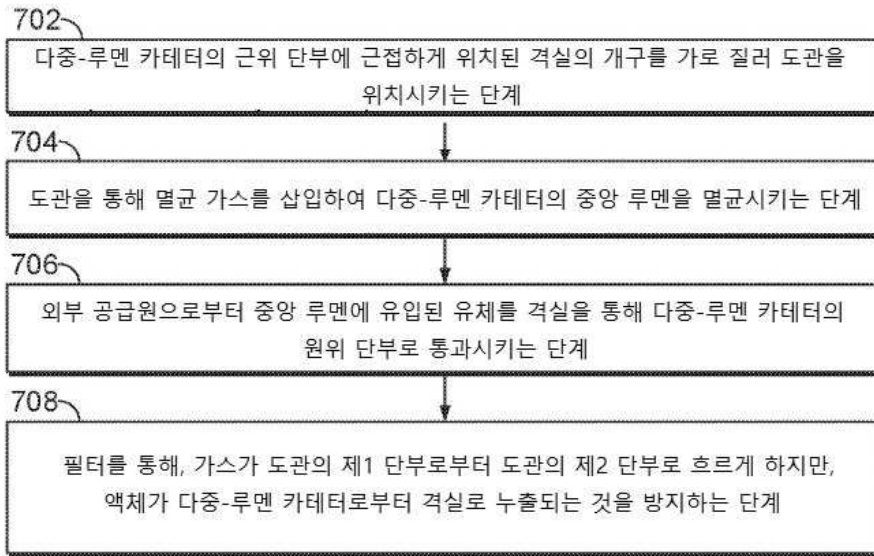 702
다중-루멘 카테터의 근위 단부에 근접하게 위치된 격실의 개구를 가로 질러 도관을
위치시키는 단계
704
도관을 통해 멸균 가스를 삽입하여 다중-루멘 카테터의 중앙 루멘을 멸균시키는 단계
706
외부 공급원으로부터 중앙 루멘에 유입된 유체를 격실을 통해 다중-루멘 카테터의
원위 단부로 통과시키는 단계
708
필터를 통해, 가스가 도관의 제1 단부로부터 도관의 제2 단부로 흐르게 하지만,
액체가 다중-루멘 카테터로부터 격실로 누출되는 것을 방지하는 단계